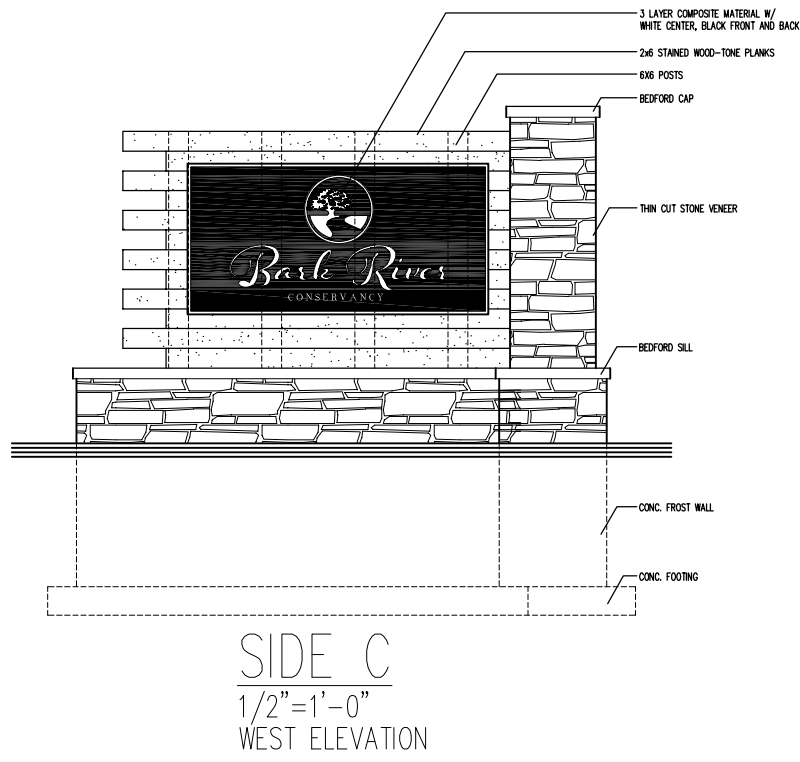 3 LAYER COMPOSITE MATERIAL W/
WHITE CENTER, BLACK FRONT AND BACK
2x6 STAINED WOOD-TONE PLANKS
6X6 POSTS
BEDFORD CAP
THIN CUT STONE VENEER
Bark River
CONSERVANCY
BEDFORD SILL
CONC. FROST WALL
CONC. FOOTING
SIDE C
1/2"=1'-0"
WEST ELEVATION